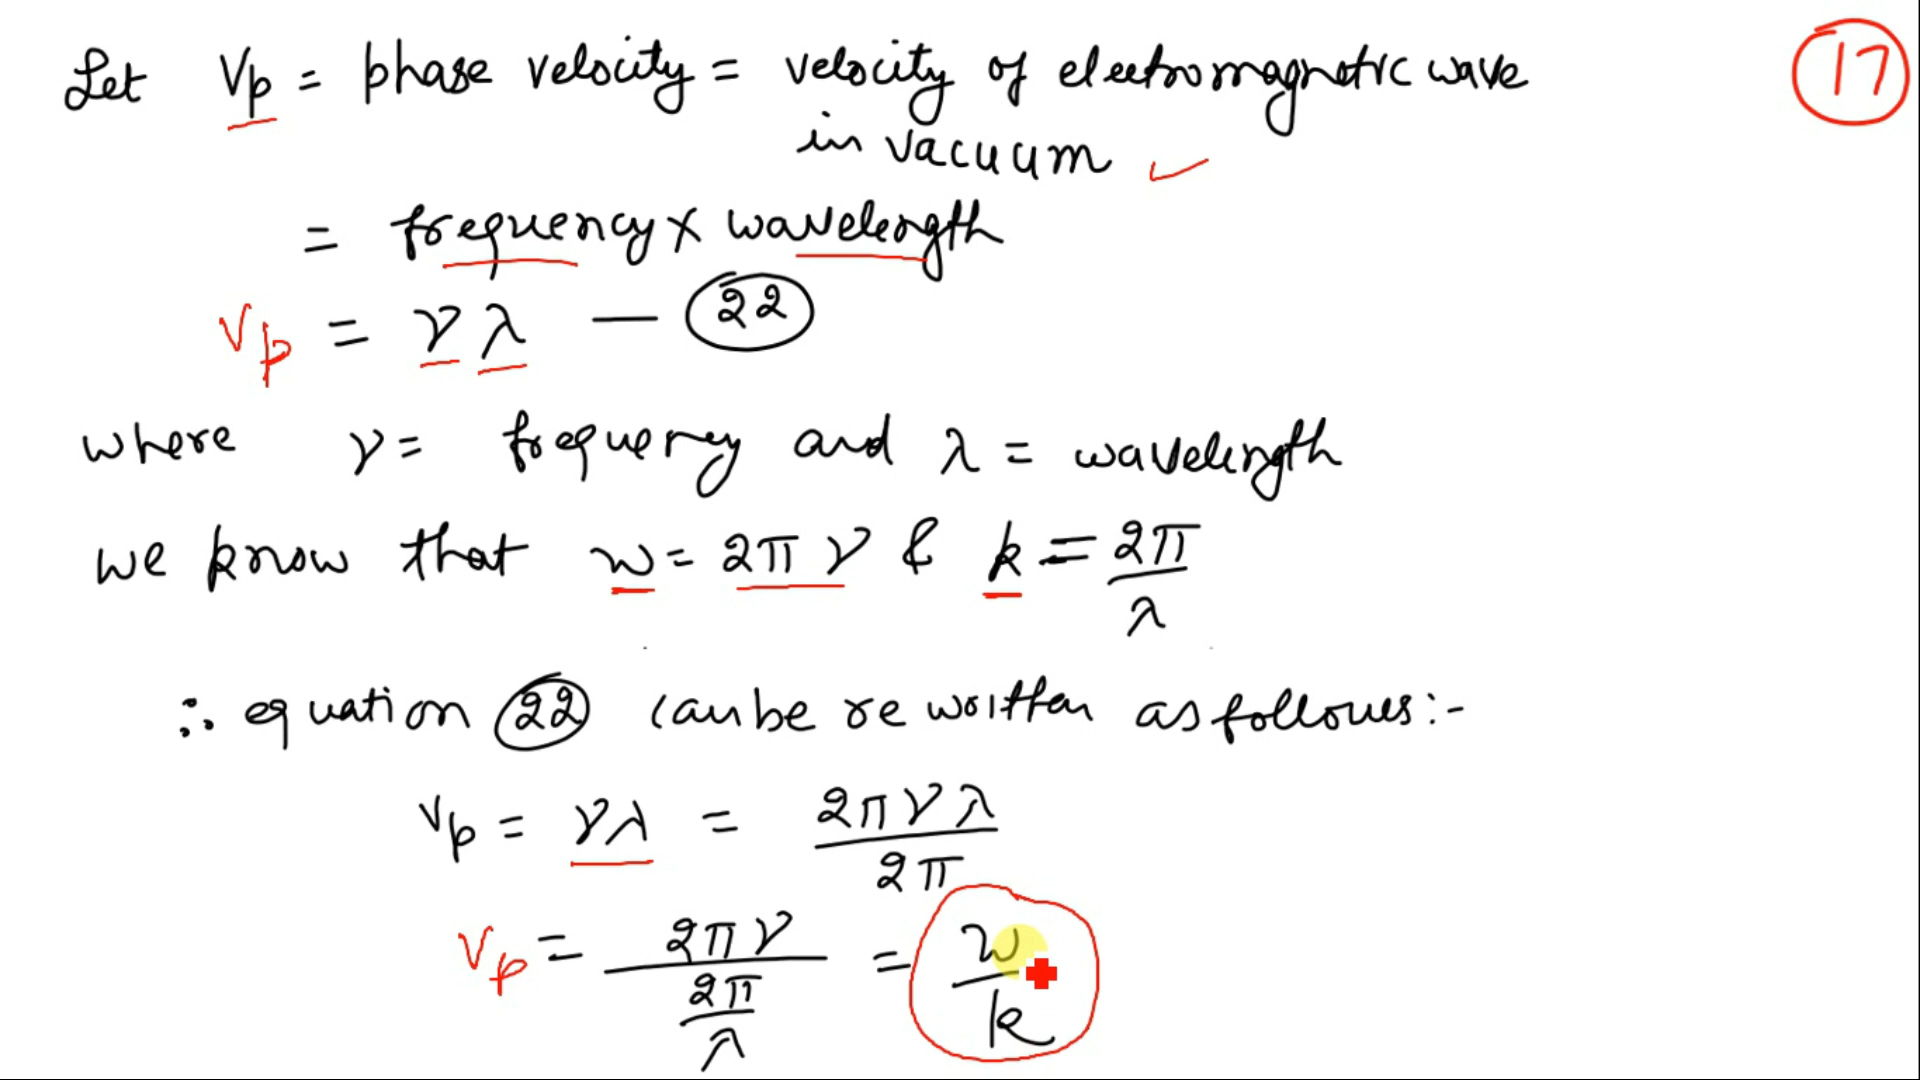 Let Vp = phase velocity = velocity of electromagnetic wave
17
in vacuum ✓
= frequency x wavelength
Vp = ν λ — 22
where ν = frequency and λ = wavelength
we know that w = 2π ν & k = 2π/λ
∴ equation 22 can be re written as follows:-
Vp = νλ = 2πνλ/2π
Vp = 2πν/(2π/λ) = w/k